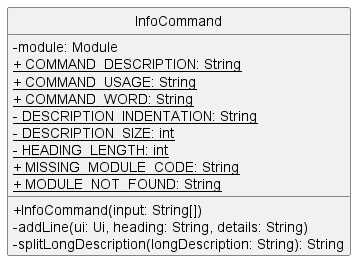 InfoCommand
-module: Module
+ COMMAND_DESCRIPTION: String
+ COMMAND_USAGE: String
+ COMMAND_WORD: String
- DESCRIPTION_INDENTATION: String
- DESCRIPTION_SIZE: int
- HEADING_LENGTH: int
+ MISSING_MODULE_CODE: String
+ MODULE_NOT_FOUND: String
+InfoCommand(input: String[])
-addLine(ui: Ui, heading: String, details: String)
-splitLongDescription(longDescription: String): String